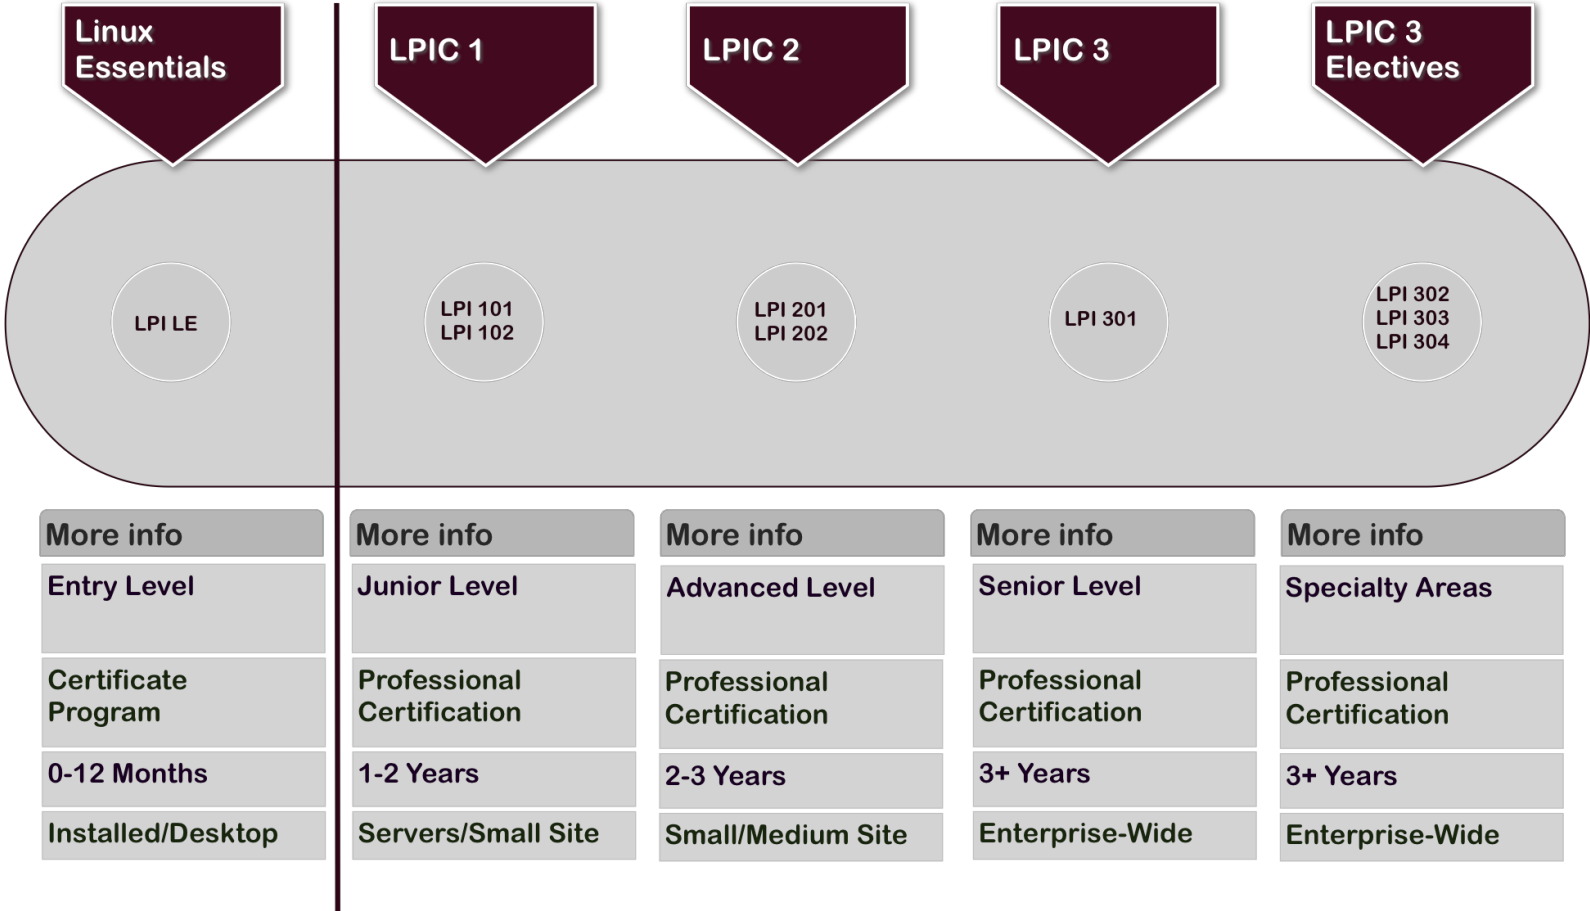 Linux
Essentials
LPIC 1
LPIC 2
LPIC 3
LPIC 3
Electives
LPI LE
LPI 101
LPI 102
LPI 201
LPI 202
LPI 301
LPI 302
LPI 303
LPI 304
More info
Entry Level
Certificate
Program
0-12 Months
Installed/Desktop
More info
Junior Level
Professional
Certification
1-2 Years
Servers/Small Site
More info
Advanced Level
Professional
Certification
2-3 Years
Small/Medium Site
More info
Senior Level
Professional
Certification
3+ Years
Enterprise-Wide
More info
Specialty Areas
Professional
Certification
3+ Years
Enterprise-Wide